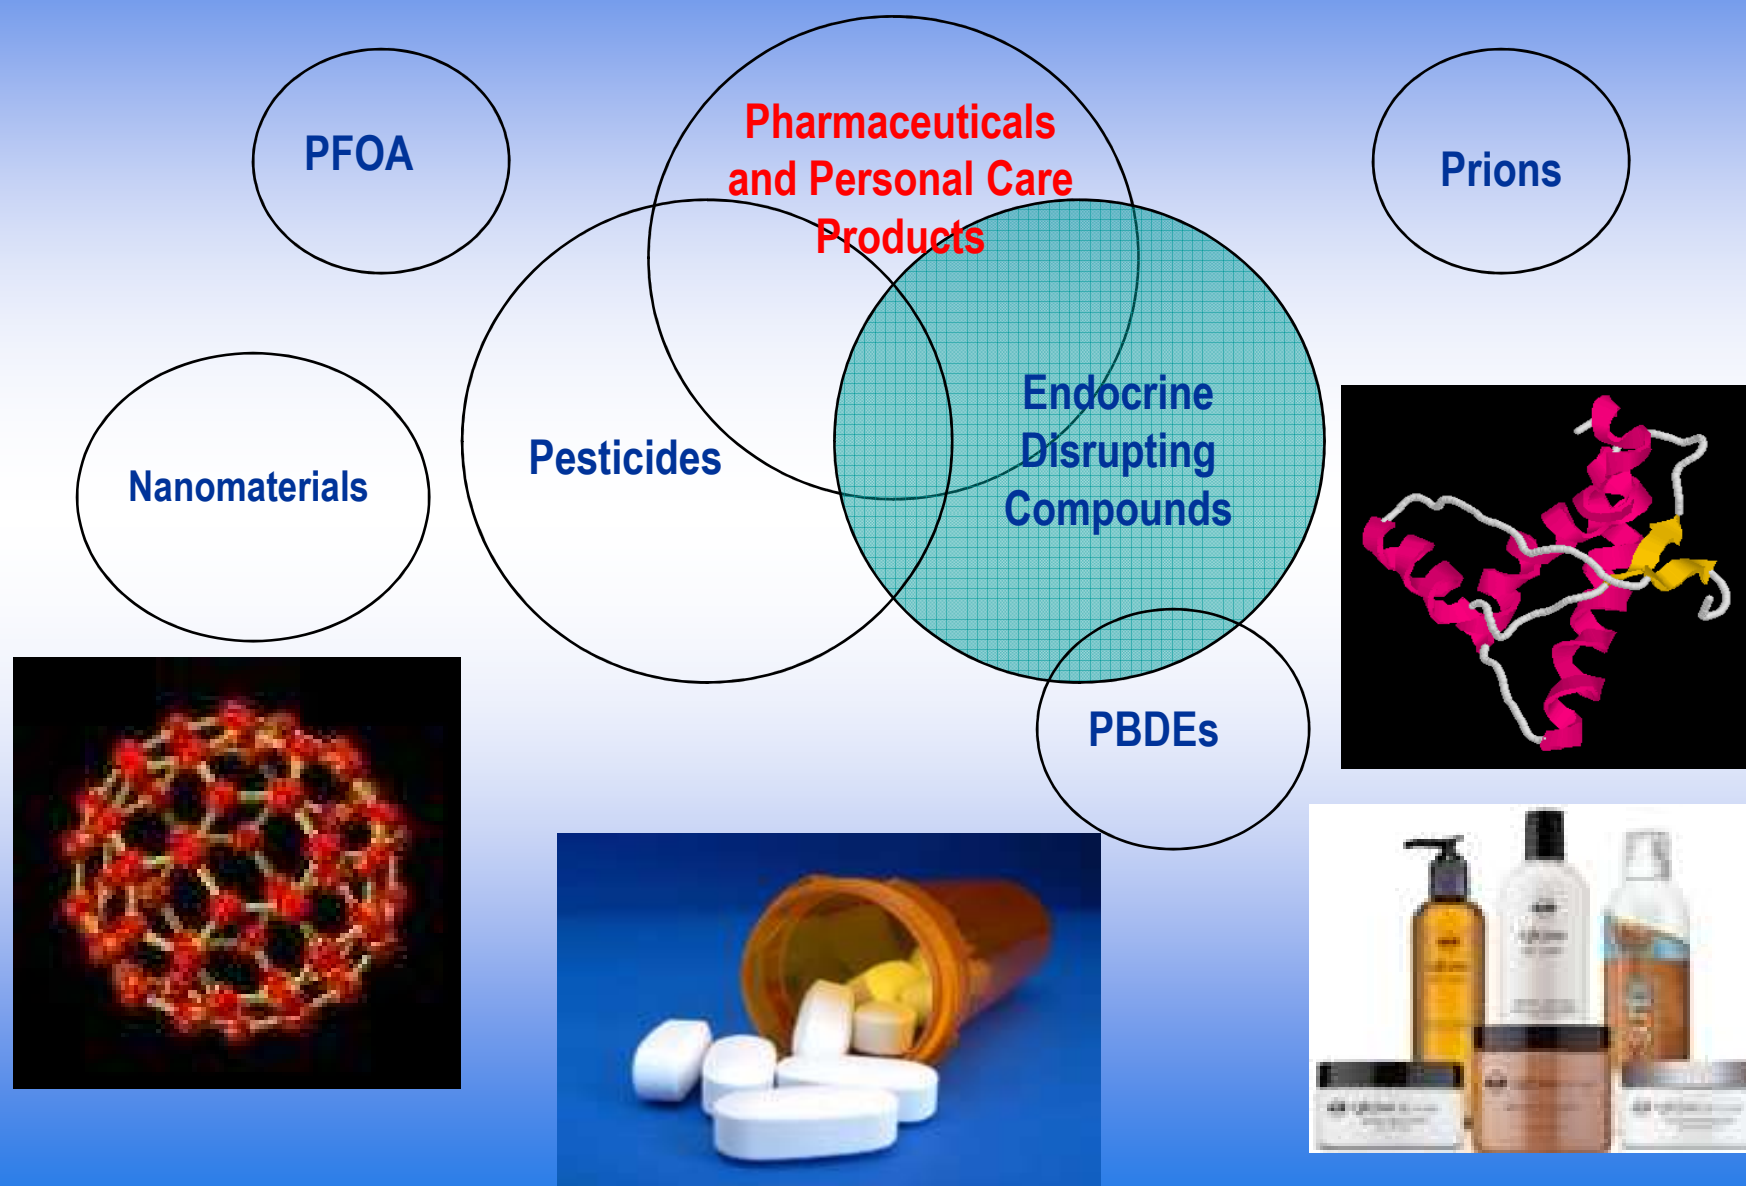 PFOA
Pharmaceuticals
and Personal Care
Products
Prions
Pesticides
Endocrine
Disrupting
Compounds
Nanomaterials
PBDEs